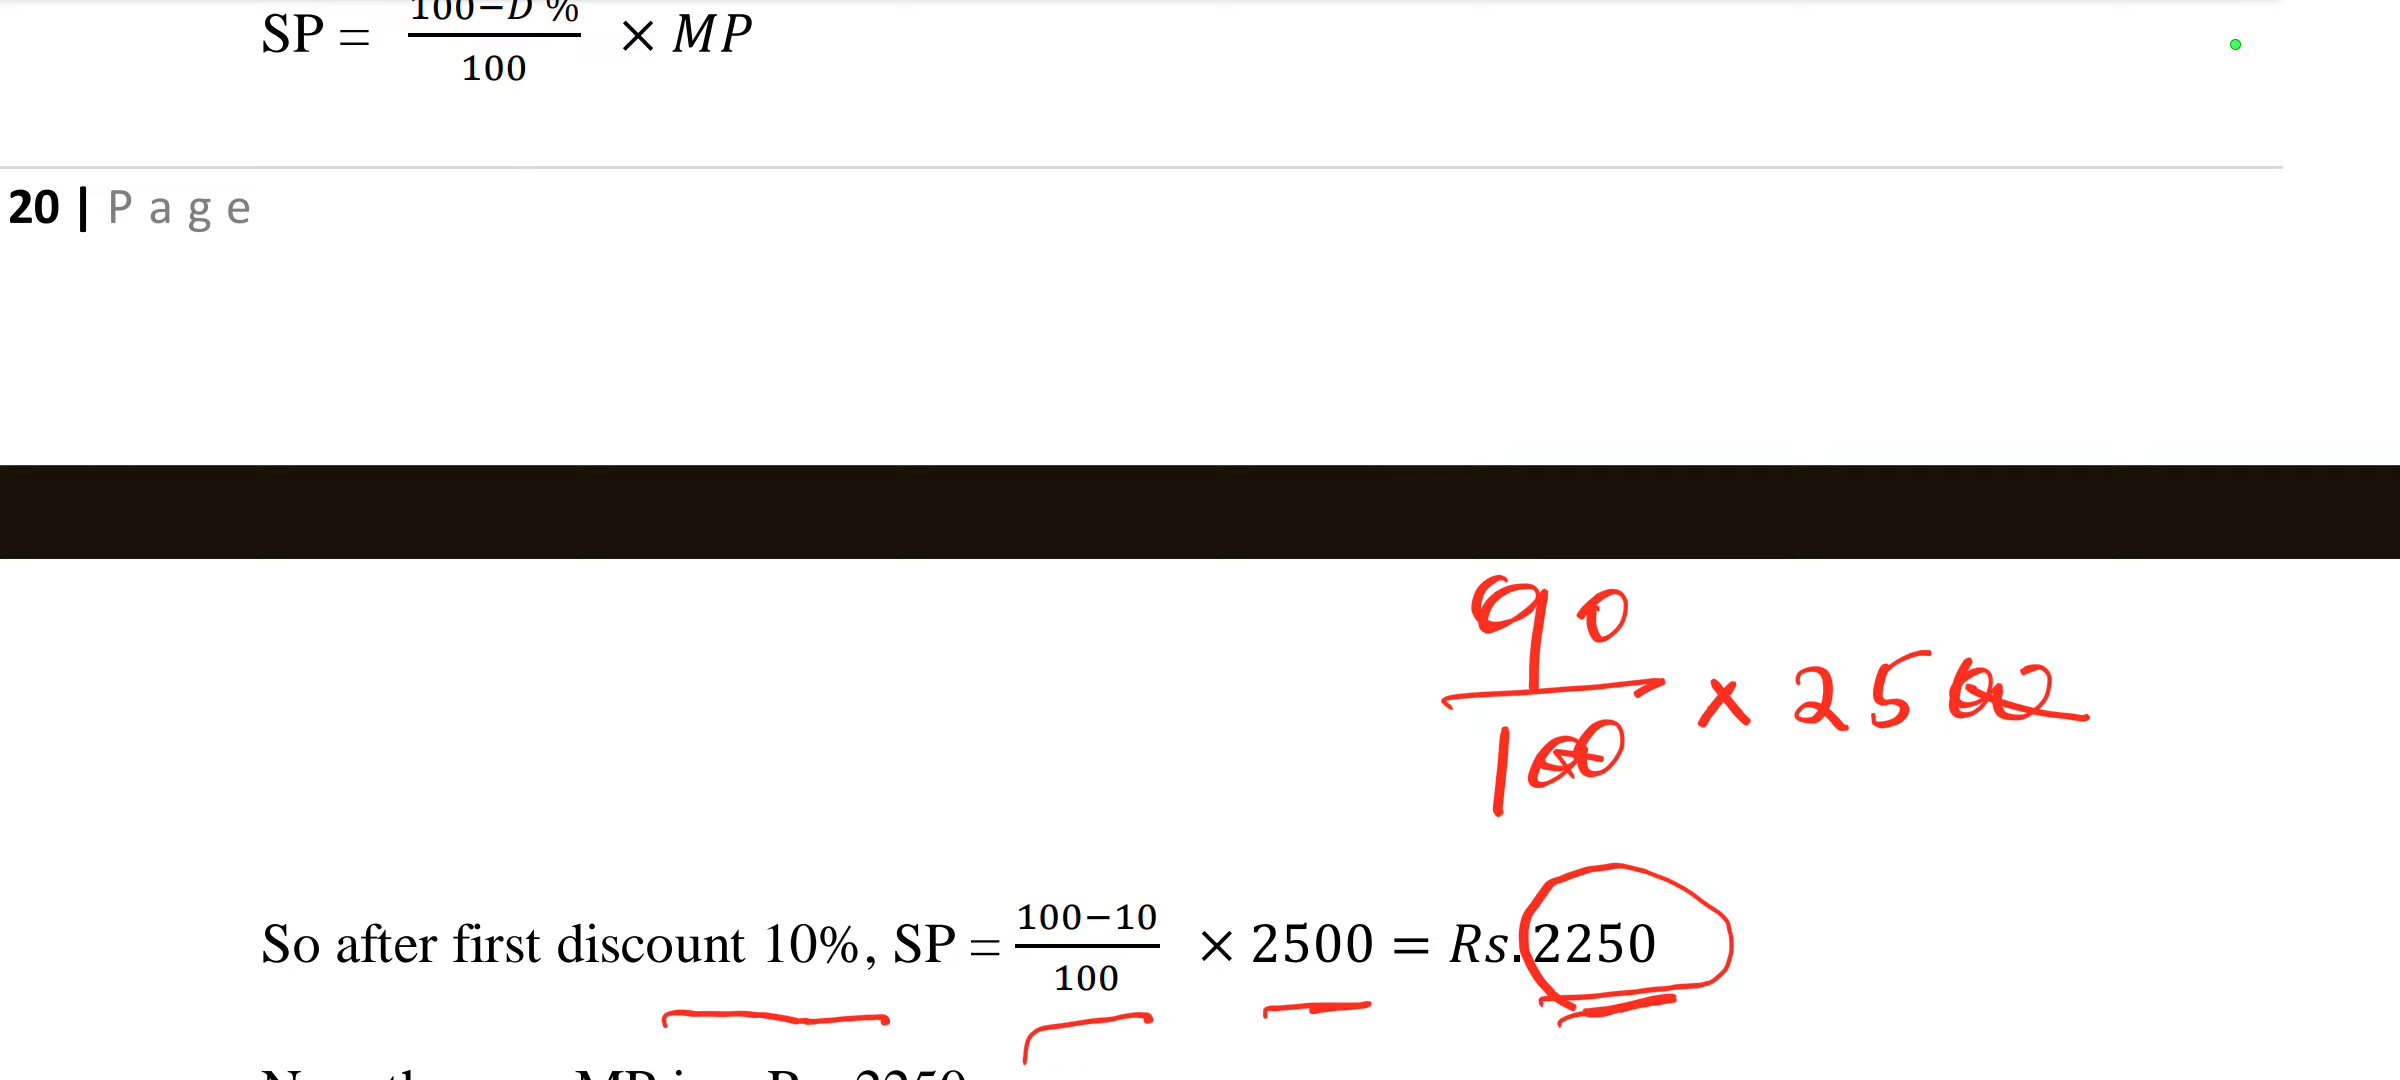 SP = 100−D % / 100 × MP
20 | Page
90 / 100 × 2500
So after first discount 10%, SP = 100−10 / 100 × 2500 = Rs. 2250